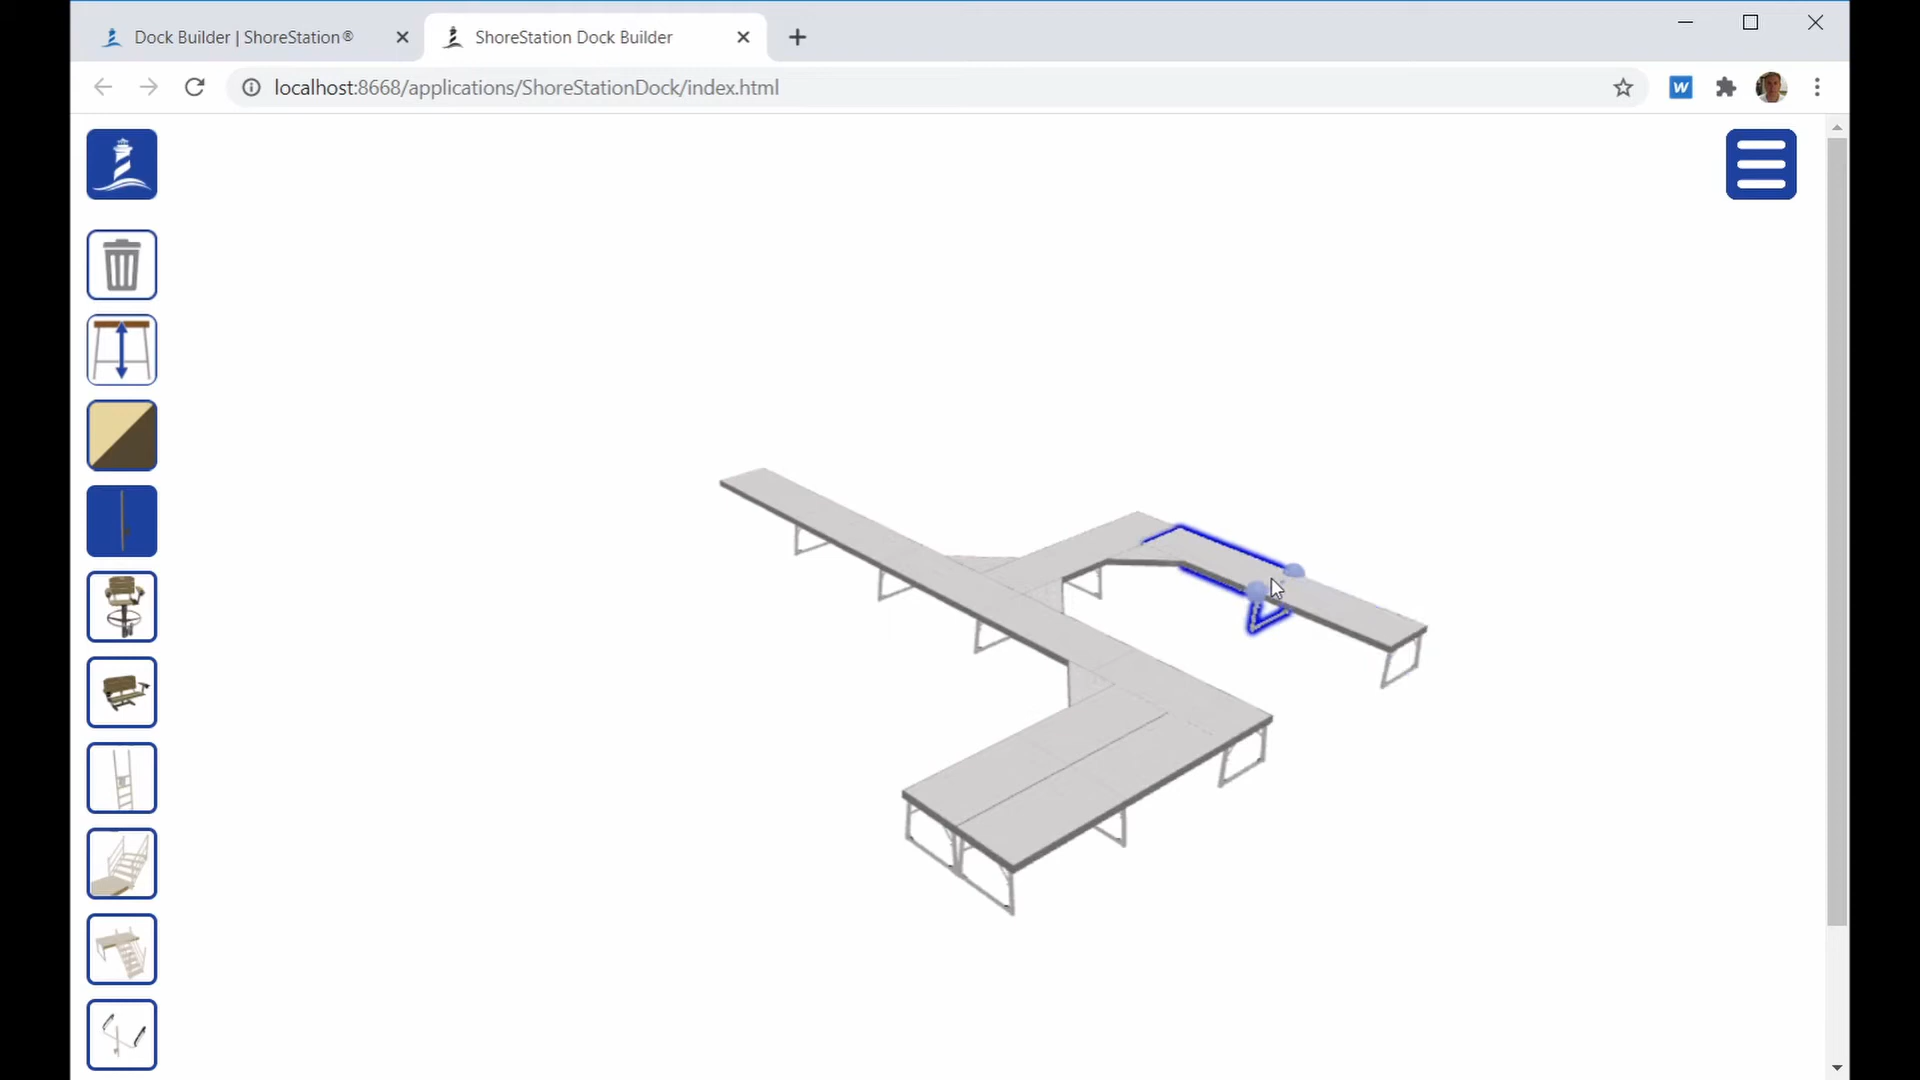 Dock Builder | ShoreStation®
ShoreStation Dock Builder
localhost:8668/applications/ShoreStationDock/index.html
W